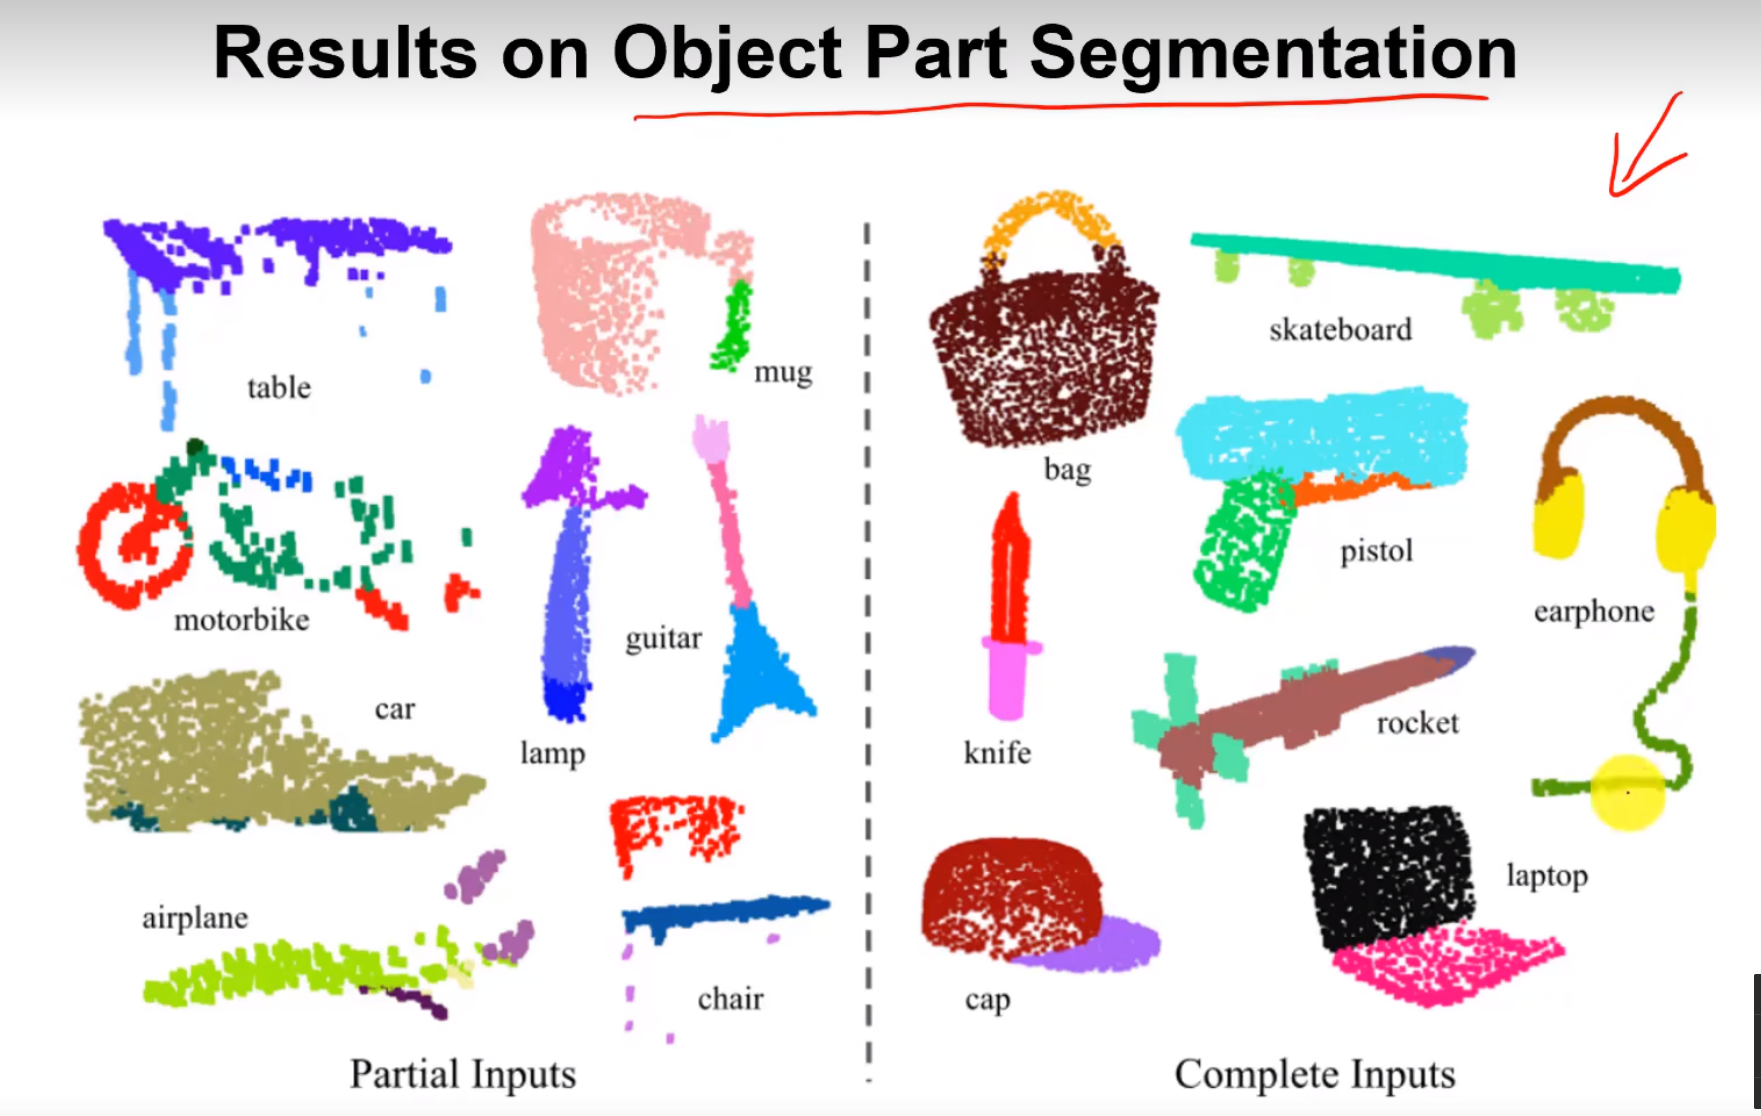 Results on Object Part Segmentation
table
mug
motorbike
guitar
car
lamp
airplane
chair
Partial Inputs
bag
skateboard
pistol
earphone
knife
rocket
laptop
cap
Complete Inputs